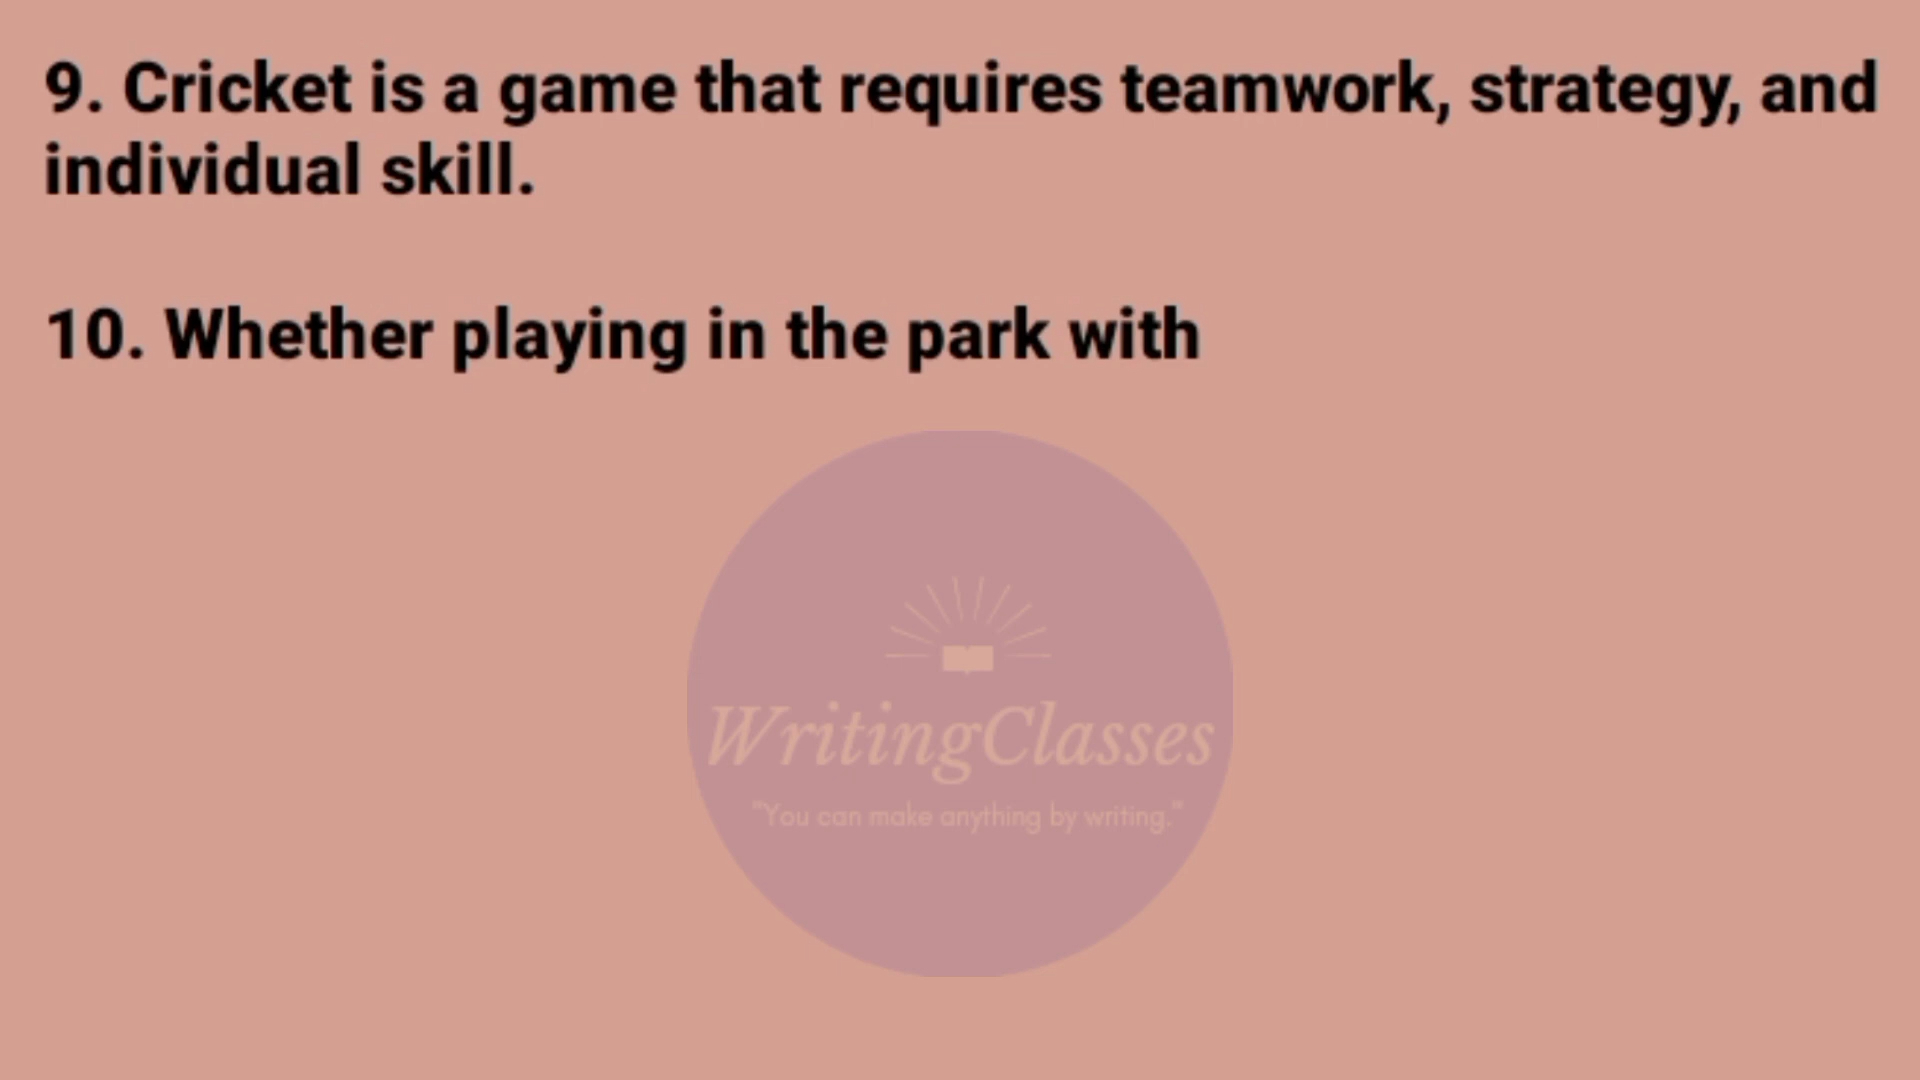 9. Cricket is a game that requires teamwork, strategy, and
individual skill.
10. Whether playing in the park with
WritingClasses
"You can make anything by writing."